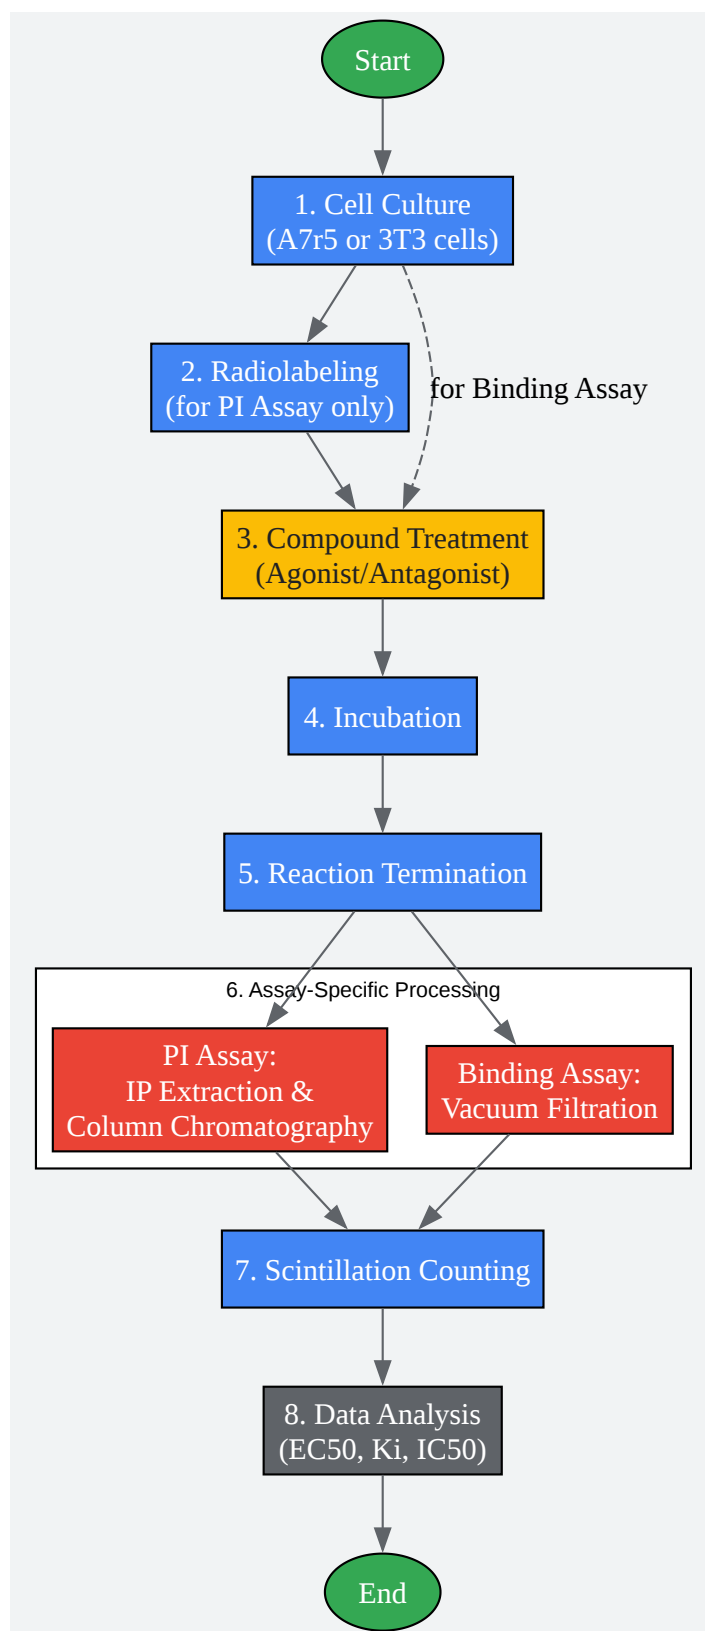 Start
1. Cell Culture
(A7r5 or 3T3 cells)
2. Radiolabeling
(for PI Assay only)
for Binding Assay
3. Compound Treatment
(Agonist/Antagonist)
4. Incubation
5. Reaction Termination
6. Assay-Specific Processing
PI Assay:
IP Extraction &
Column Chromatography
Binding Assay:
Vacuum Filtration
7. Scintillation Counting
8. Data Analysis
(EC50, Ki, IC50)
End